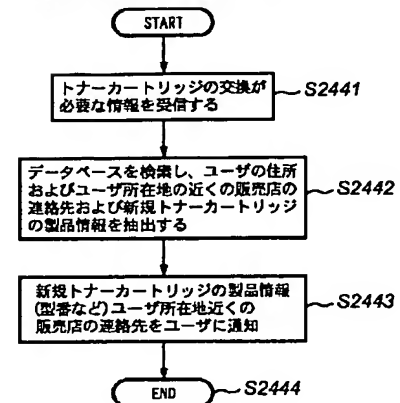 START
トナーカートリッジの交換が
必要な情報を受信する
S2441
データベースを検索し、ユーザの住所
およびユーザ所在地の近くの販売店の
連絡先および新規トナーカートリッジ
の製品情報を抽出する
S2442
新規トナーカートリッジの製品情報
(型番など)ユーザ所在地近くの
販売店の連絡先をユーザに通知
S2443
END
S2444